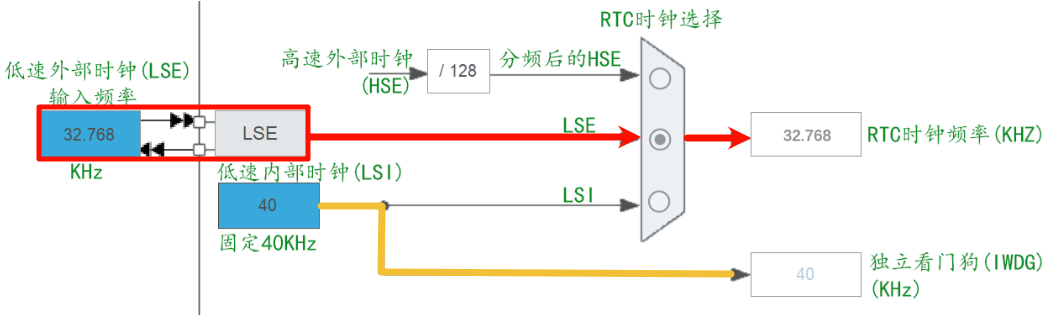 RTC时钟选择
高速外部时钟
(HSE)
/ 128
分频后的HSE
低速外部时钟(LSE)
输入频率
32.768
KHz
LSE
LSE
32.768
RTC时钟频率(KHZ)
低速内部时钟(LSI)
40
固定40KHz
LSI
40
独立看门狗(IWDG)
(KHz)